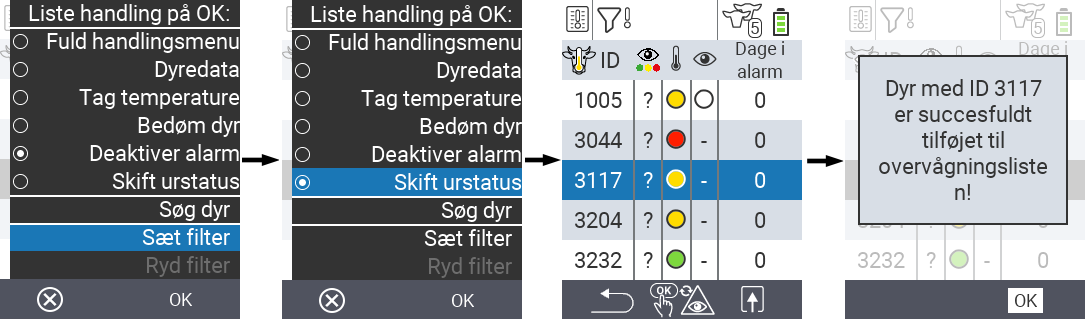 Liste handling på OK:
Fuld handlingsmenu
Dyredata
Tag temperature
Bedøm dyr
Deaktiver alarm
Skift urstatus
Søg dyr
Sæt filter
Ryd filter
OK
Liste handling på OK:
Fuld handlingsmenu
Dyredata
Tag temperature
Bedøm dyr
Deaktiver alarm
Skift urstatus
Søg dyr
Sæt filter
Ryd filter
OK
5
ID Dage i
alarm
1005 ? 0
3044 ? - 0
3117 ? - 0
3204 ? - 0
3232 ? - 0
OK
5
Dage i
Dyr med ID 3117
er succesfuldt
tilføjet til
overvågningsliste
n!
3232 ? - 0
OK